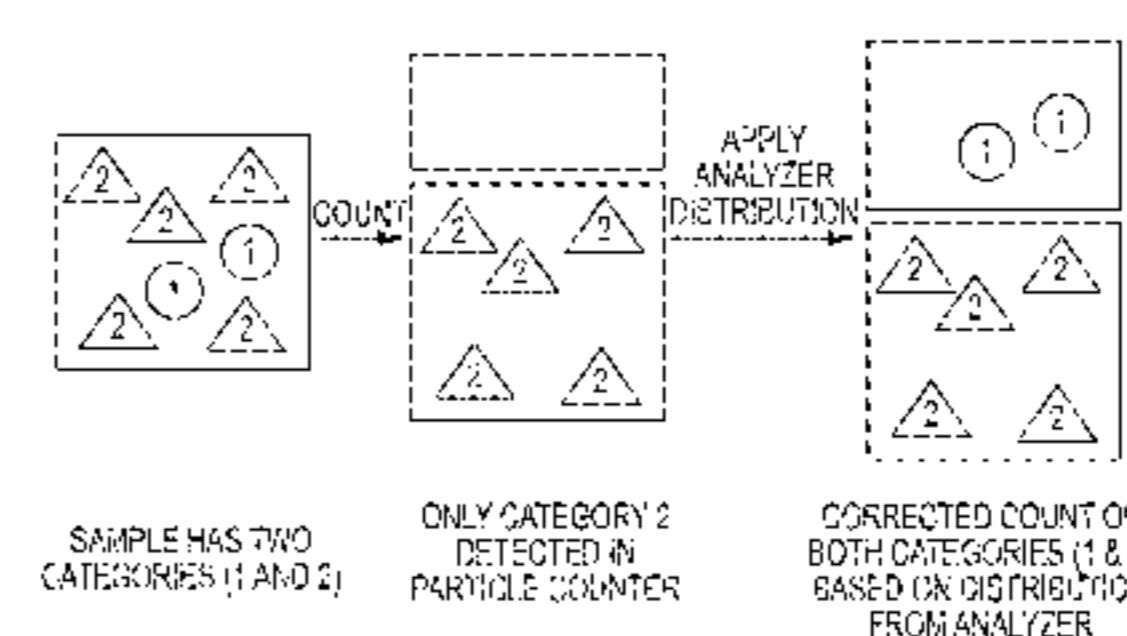 2 2
2
1
1
2 2
COUNT
2 2
2
2 2
APPLY
ANALYZER
DISTRIBUTION
1
1
2 2
2
2 2
SAMPLE HAS TWO
CATEGORIES (1 AND 2)
ONLY CATEGORY 2
DETECTED IN
PARTICLE COUNTER
CORRECTED COUNT O
BOTH CATEGORIES (1 &
BASED ON DISTRIBUTIO
FROM ANALYZER